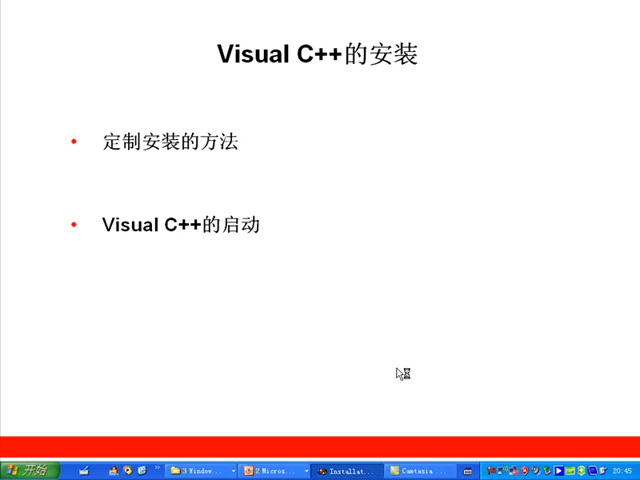 Visual C++的安装
• 定制安装的方法
• Visual C++的启动
开始
3 Window...
2 Micros...
Installat...
Camtasia ...
20:45